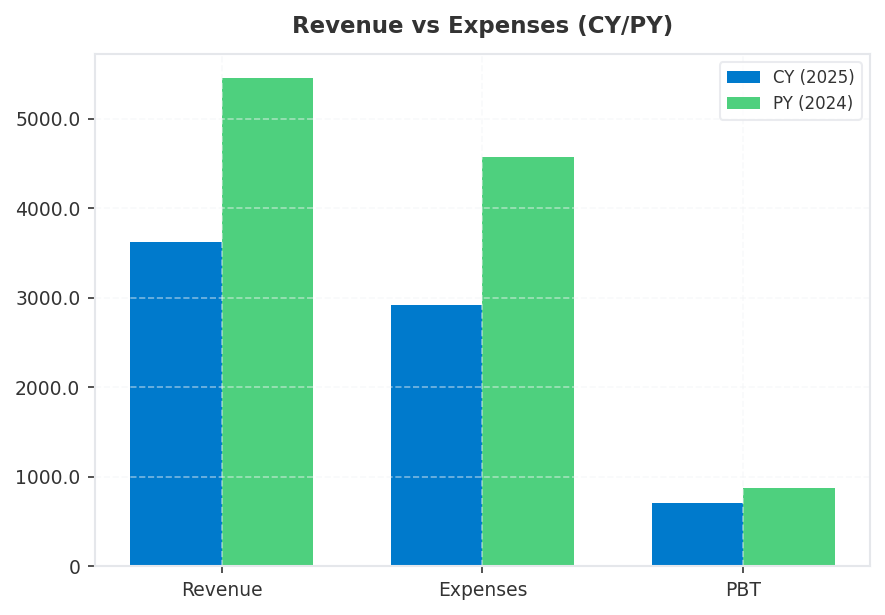 Revenue vs Expenses (CY/PY)
CY (2025)
PY (2024)
5000.0
4000.0
3000.0
2000.0
1000.0
0
Revenue
Expenses
PBT